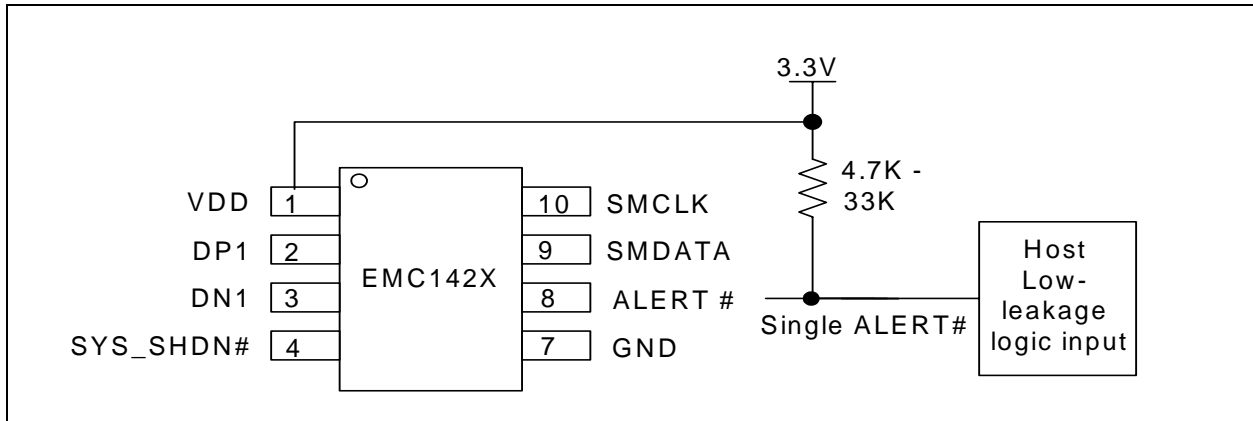 3.3V
4.7K -
33K
VDD 1
DP1 2
DN1 3
SYS_SHDN# 4
EMC142X
10 SMCLK
9 SMDATA
8 ALERT #
7 GND
Single ALERT#
Host
Low-
leakage
logic input